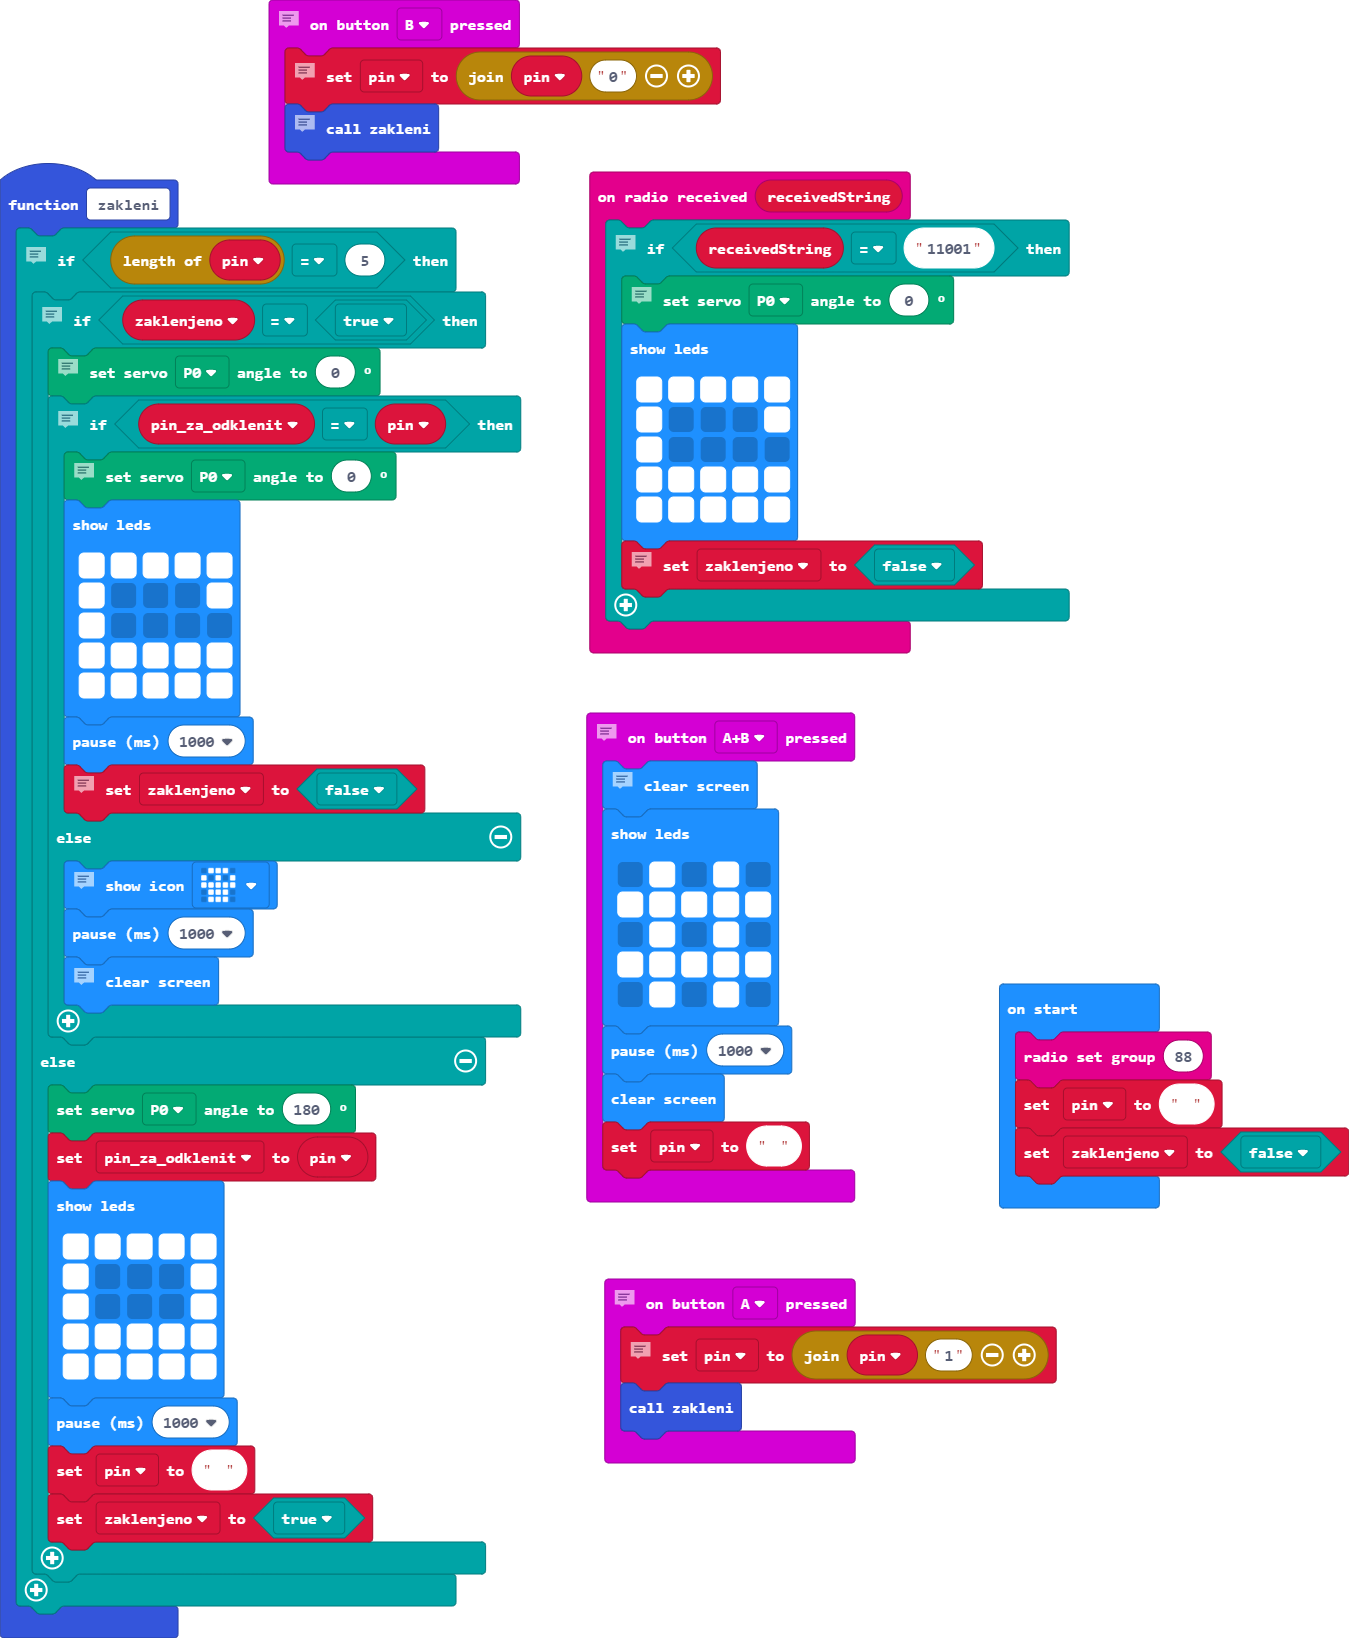 on button B pressed
set pin to join pin "0"
call zakleni
function zakleni
if length of pin = 5 then
if zaklenjeno = true then
set servo P0 angle to 0 °
if pin_za_odklenit = pin then
set servo P0 angle to 0 °
show leds
pause (ms) 1000
set zaklenjeno to false
else
show icon
pause (ms) 1000
clear screen
else
set servo P0 angle to 180 °
set pin_za_odklenit to pin
show leds
pause (ms) 1000
set pin to " "
set zaklenjeno to true
on radio received receivedString
if receivedString = "11001" then
set servo P0 angle to 0 °
show leds
set zaklenjeno to false
on button A+B pressed
clear screen
show leds
pause (ms) 1000
clear screen
set pin to " "
on start
radio set group 88
set pin to " "
set zaklenjeno to false
on button A pressed
set pin to join pin "1"
call zakleni